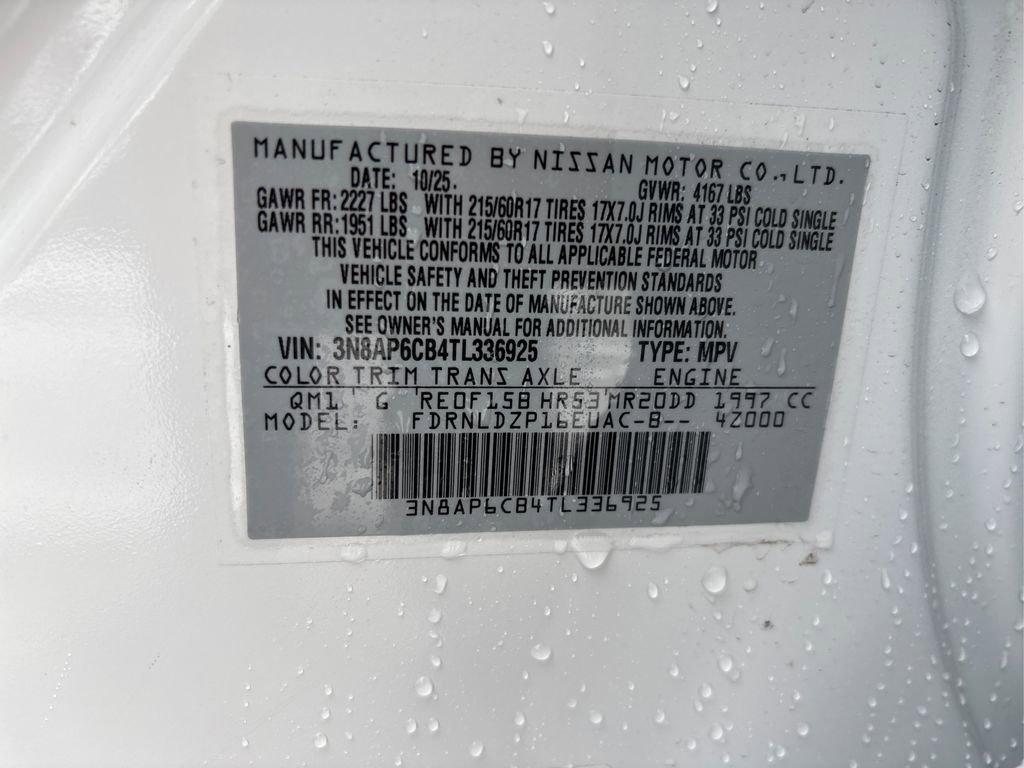 MANUFACTURED BY NISSAN MOTOR CO.,LTD.
DATE: 10/25. GVWR: 4167 LBS
GAWR FR: 2227 LBS WITH 215/60R17 TIRES 17X7.0J RIMS AT 33 PSI COLD SINGLE
GAWR RR: 1951 LBS WITH 215/60R17 TIRES 17X7.0J RIMS AT 33 PSI COLD SINGLE
THIS VEHICLE CONFORMS TO ALL APPLICABLE FEDERAL MOTOR
VEHICLE SAFETY AND THEFT PREVENTION STANDARDS
IN EFFECT ON THE DATE OF MANUFACTURE SHOWN ABOVE.
SEE OWNER'S MANUAL FOR ADDITIONAL INFORMATION.
VIN: 3N8AP6CB4TL336925 TYPE: MPV
COLOR TRIM TRANS AXLE ENGINE
QM1 G RE0F15B HR53 MR20DD 1997 CC
MODEL: FDRNLDZP16EUAC-B-- 4Z000
3N8AP6CB4TL336925